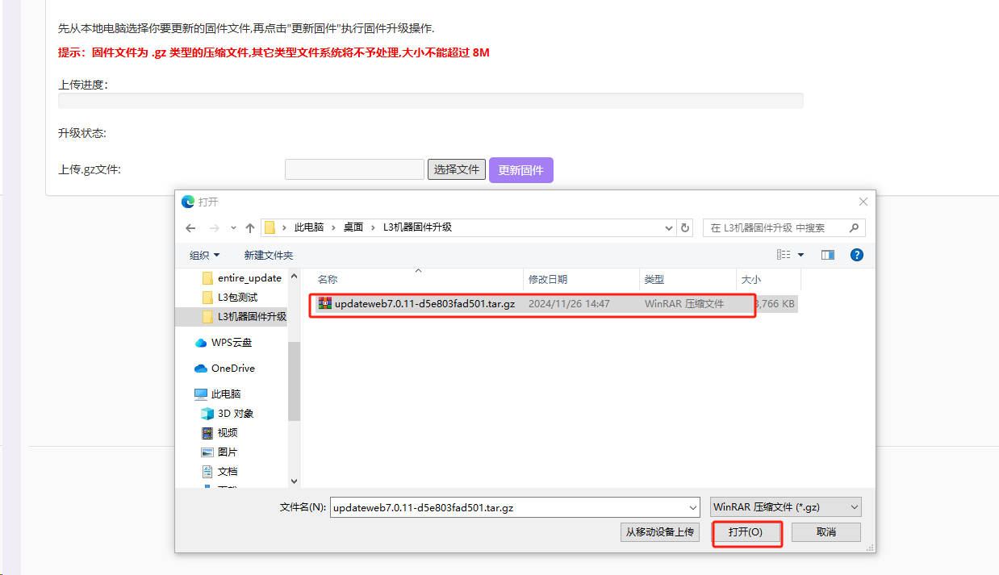 先从本地电脑选择你要更新的固件文件,再点击"更新固件"执行固件升级操作.
提示：固件文件为 .gz 类型的压缩文件,其它类型文件系统将不予处理,大小不能超过 8M
上传进度：
升级状态:
上传.gz文件: 选择文件 更新固件
打开
此电脑 › 桌面 › L3机器固件升级 在 L3机器固件升级 中搜索
组织 新建文件夹
名称 修改日期 类型 大小
entire_update
L3包测试
L3机器固件升级
updateweb7.0.11-d5e803fad501.tar.gz 2024/11/26 14:47 WinRAR 压缩文件 ,766 KB
WPS云盘
OneDrive
此电脑
3D 对象
视频
图片
文档
文件名(N): updateweb7.0.11-d5e803fad501.tar.gz WinRAR 压缩文件 (*.gz)
从移动设备上传 打开(O) 取消